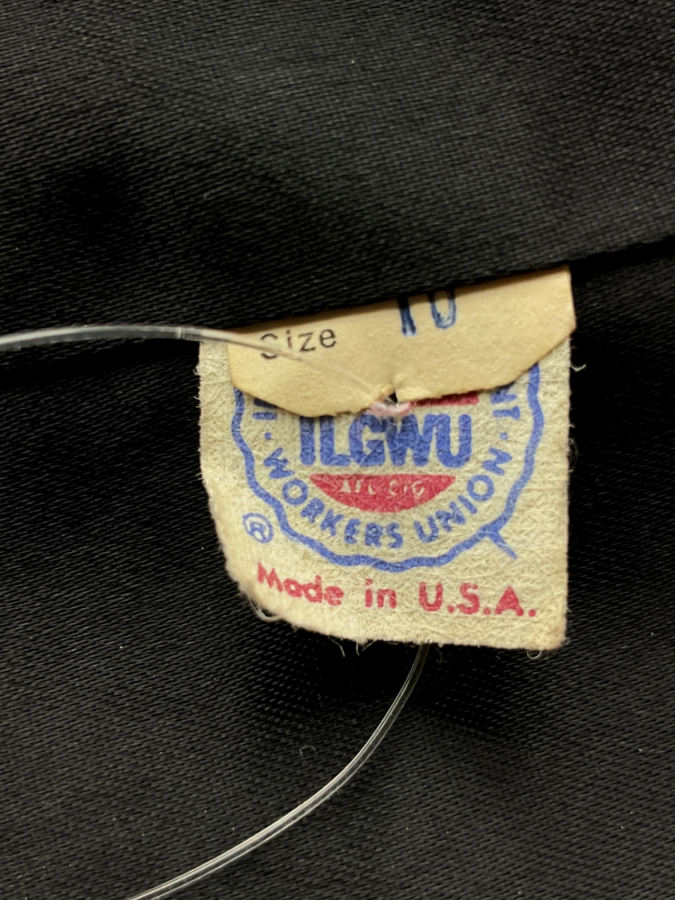 Size 10
ILGWU
AFL CIO
WORKERS UNION
®
Made in U.S.A.